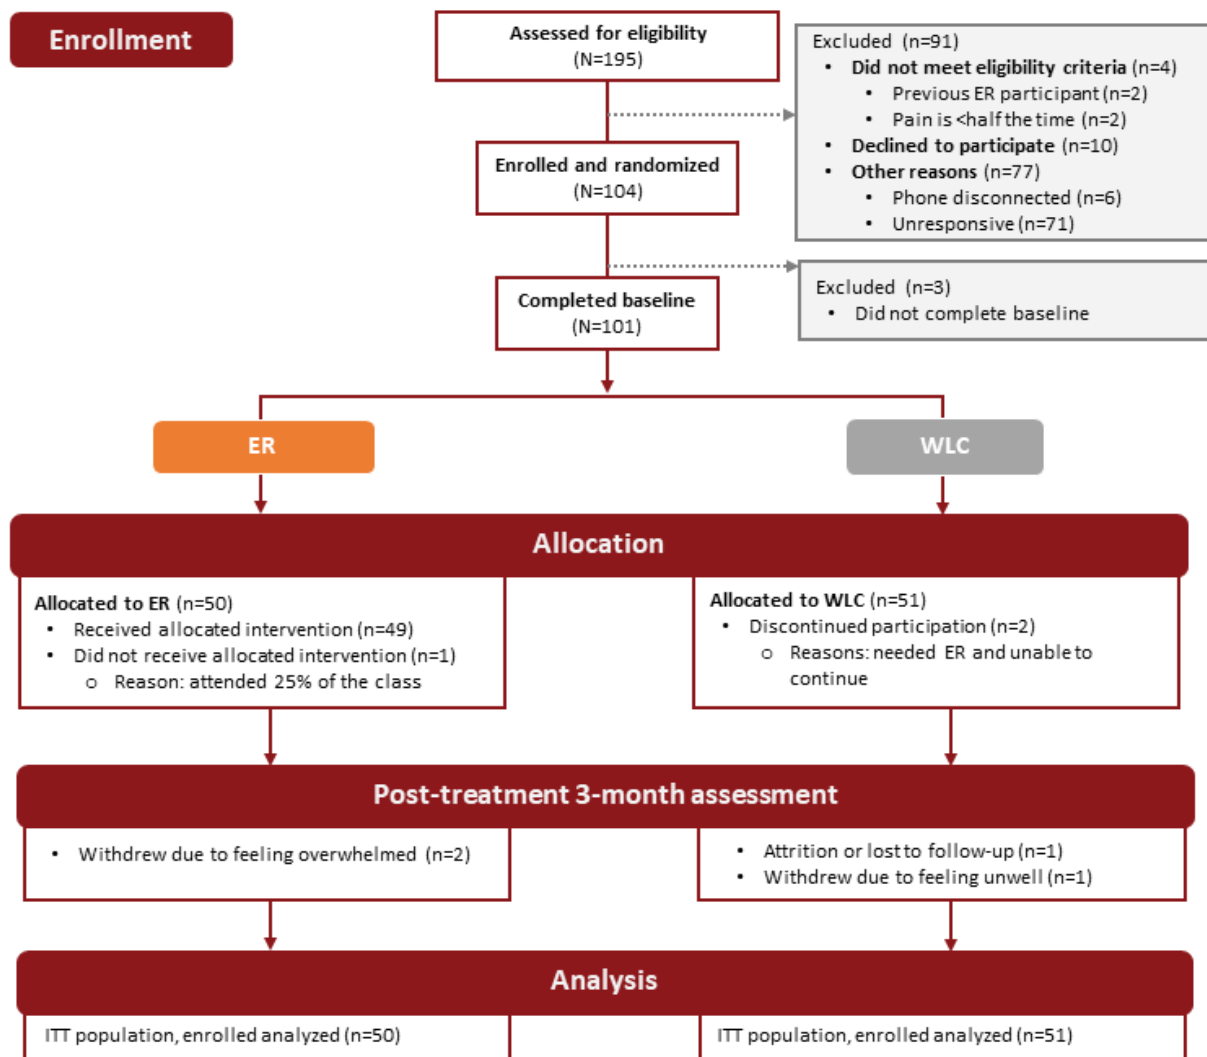 Enrollment
Assessed for eligibility
(N=195)
Excluded (n=91)
• Did not meet eligibility criteria (n=4)
• Previous ER participant (n=2)
• Pain is <half the time (n=2)
• Declined to participate (n=10)
• Other reasons (n=77)
• Phone disconnected (n=6)
• Unresponsive (n=71)
Enrolled and randomized
(N=104)
Excluded (n=3)
• Did not complete baseline
Completed baseline
(N=101)
ER
WLC
Allocation
Allocated to ER (n=50)
• Received allocated intervention (n=49)
• Did not receive allocated intervention (n=1)
o Reason: attended 25% of the class
Allocated to WLC (n=51)
• Discontinued participation (n=2)
o Reasons: needed ER and unable to
continue
Post-treatment 3-month assessment
• Withdrew due to feeling overwhelmed (n=2)
• Attrition or lost to follow-up (n=1)
• Withdrew due to feeling unwell (n=1)
Analysis
ITT population, enrolled analyzed (n=50)
ITT population, enrolled analyzed (n=51)